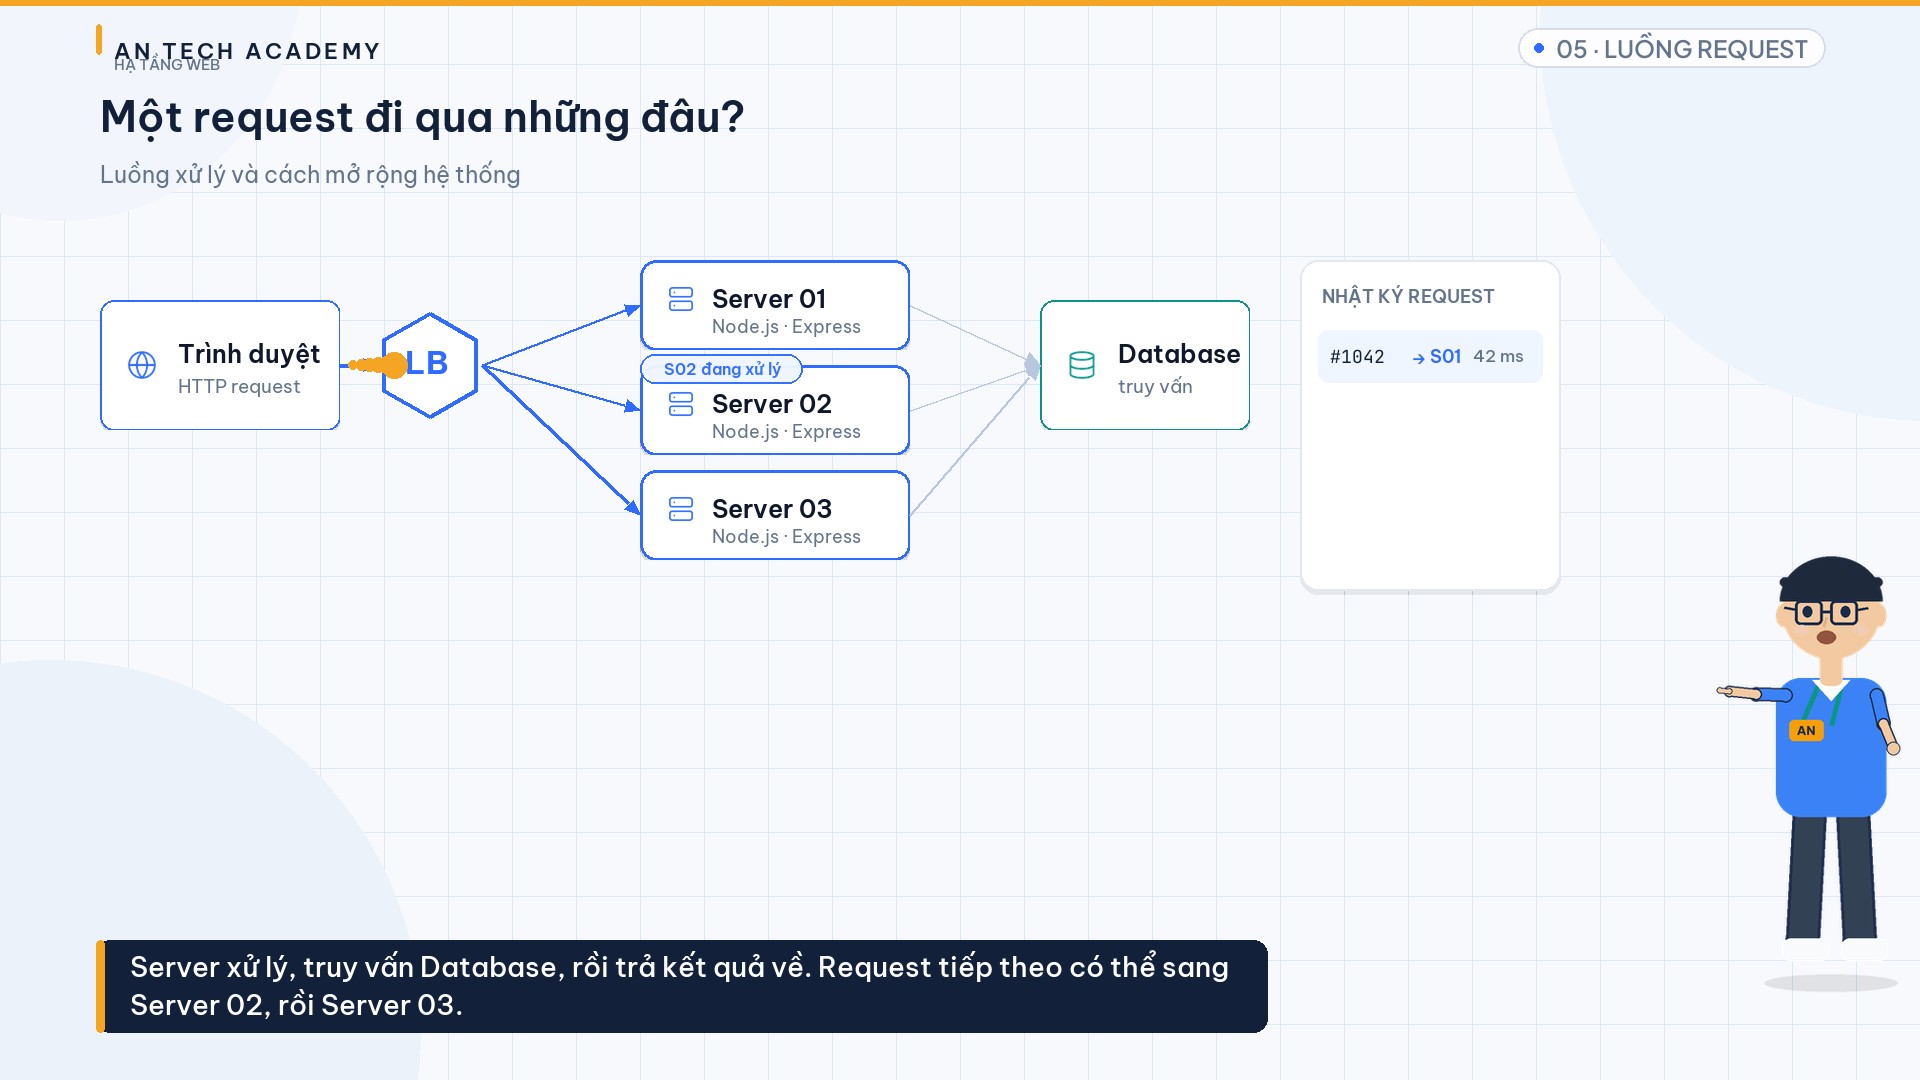 AN TECH ACADEMY
HẠ TẦNG WEB
05 · LUỒNG REQUEST
Một request đi qua những đâu?
Luồng xử lý và cách mở rộng hệ thống
Trình duyệt
HTTP request
LB
Server 01
Node.js · Express
S02 đang xử lý
Server 02
Node.js · Express
Server 03
Node.js · Express
Database
truy vấn
NHẬT KÝ REQUEST
#1042 → S01 42 ms
AN
Server xử lý, truy vấn Database, rồi trả kết quả về. Request tiếp theo có thể sang
Server 02, rồi Server 03.